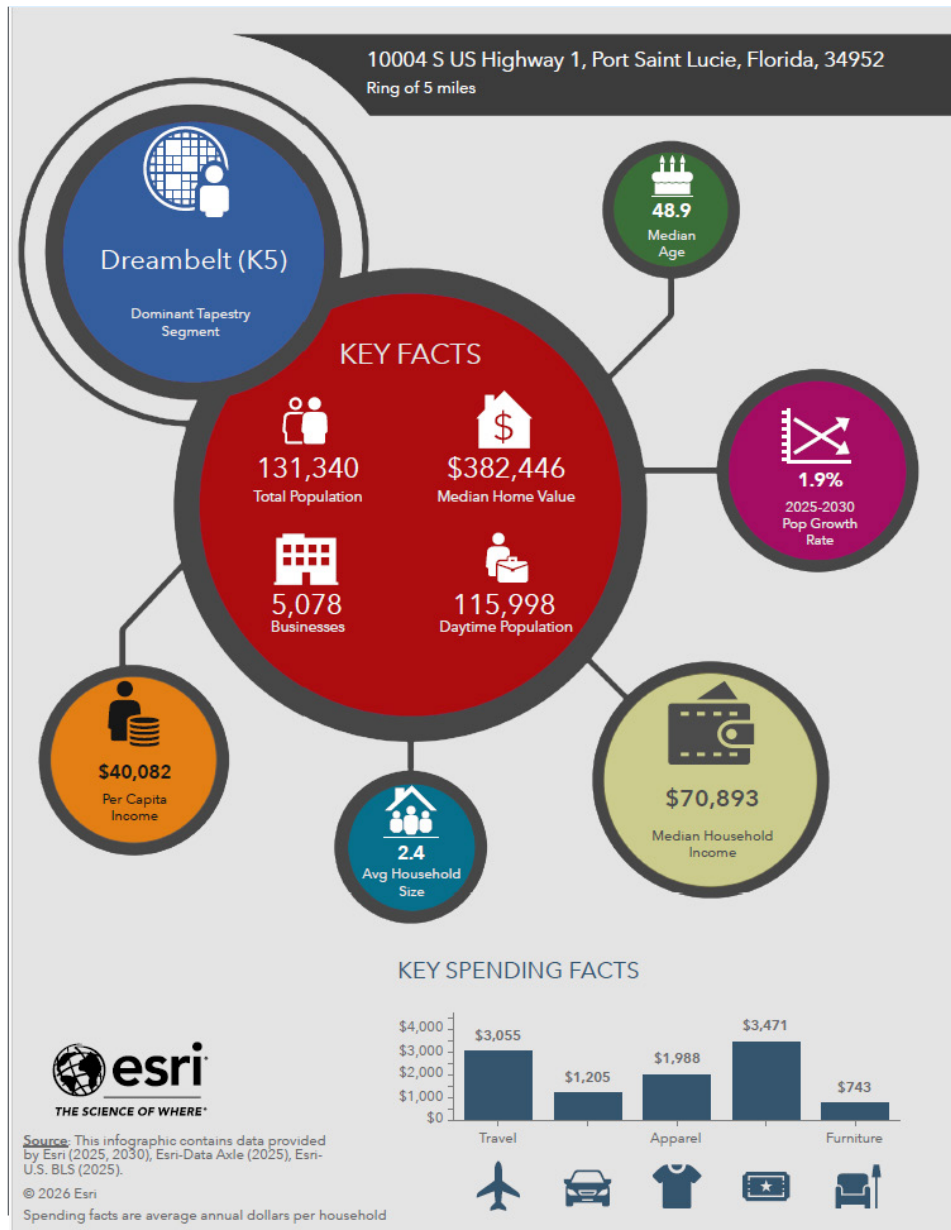 10004 S US Highway 1, Port Saint Lucie, Florida, 34952
Ring of 5 miles
Dreambelt (K5)
Dominant Tapestry
Segment
48.9
Median
Age
KEY FACTS
131,340
Total Population
$382,446
Median Home Value
5,078
Businesses
115,998
Daytime Population
1.9%
2025-2030
Pop Growth
Rate
$40,082
Per Capita
Income
2.4
Avg Household
Size
$70,893
Median Household
Income
KEY SPENDING FACTS
$4,000
$3,000
$2,000
$1,000
$0
$3,055
$1,205
$1,988
$3,471
$743
Travel
Apparel
Furniture
esri
THE SCIENCE OF WHERE®
Source: This infographic contains data provided
by Esri (2025, 2030), Esri-Data Axle (2025), Esri-
U.S. BLS (2025).
© 2026 Esri
Spending facts are average annual dollars per household